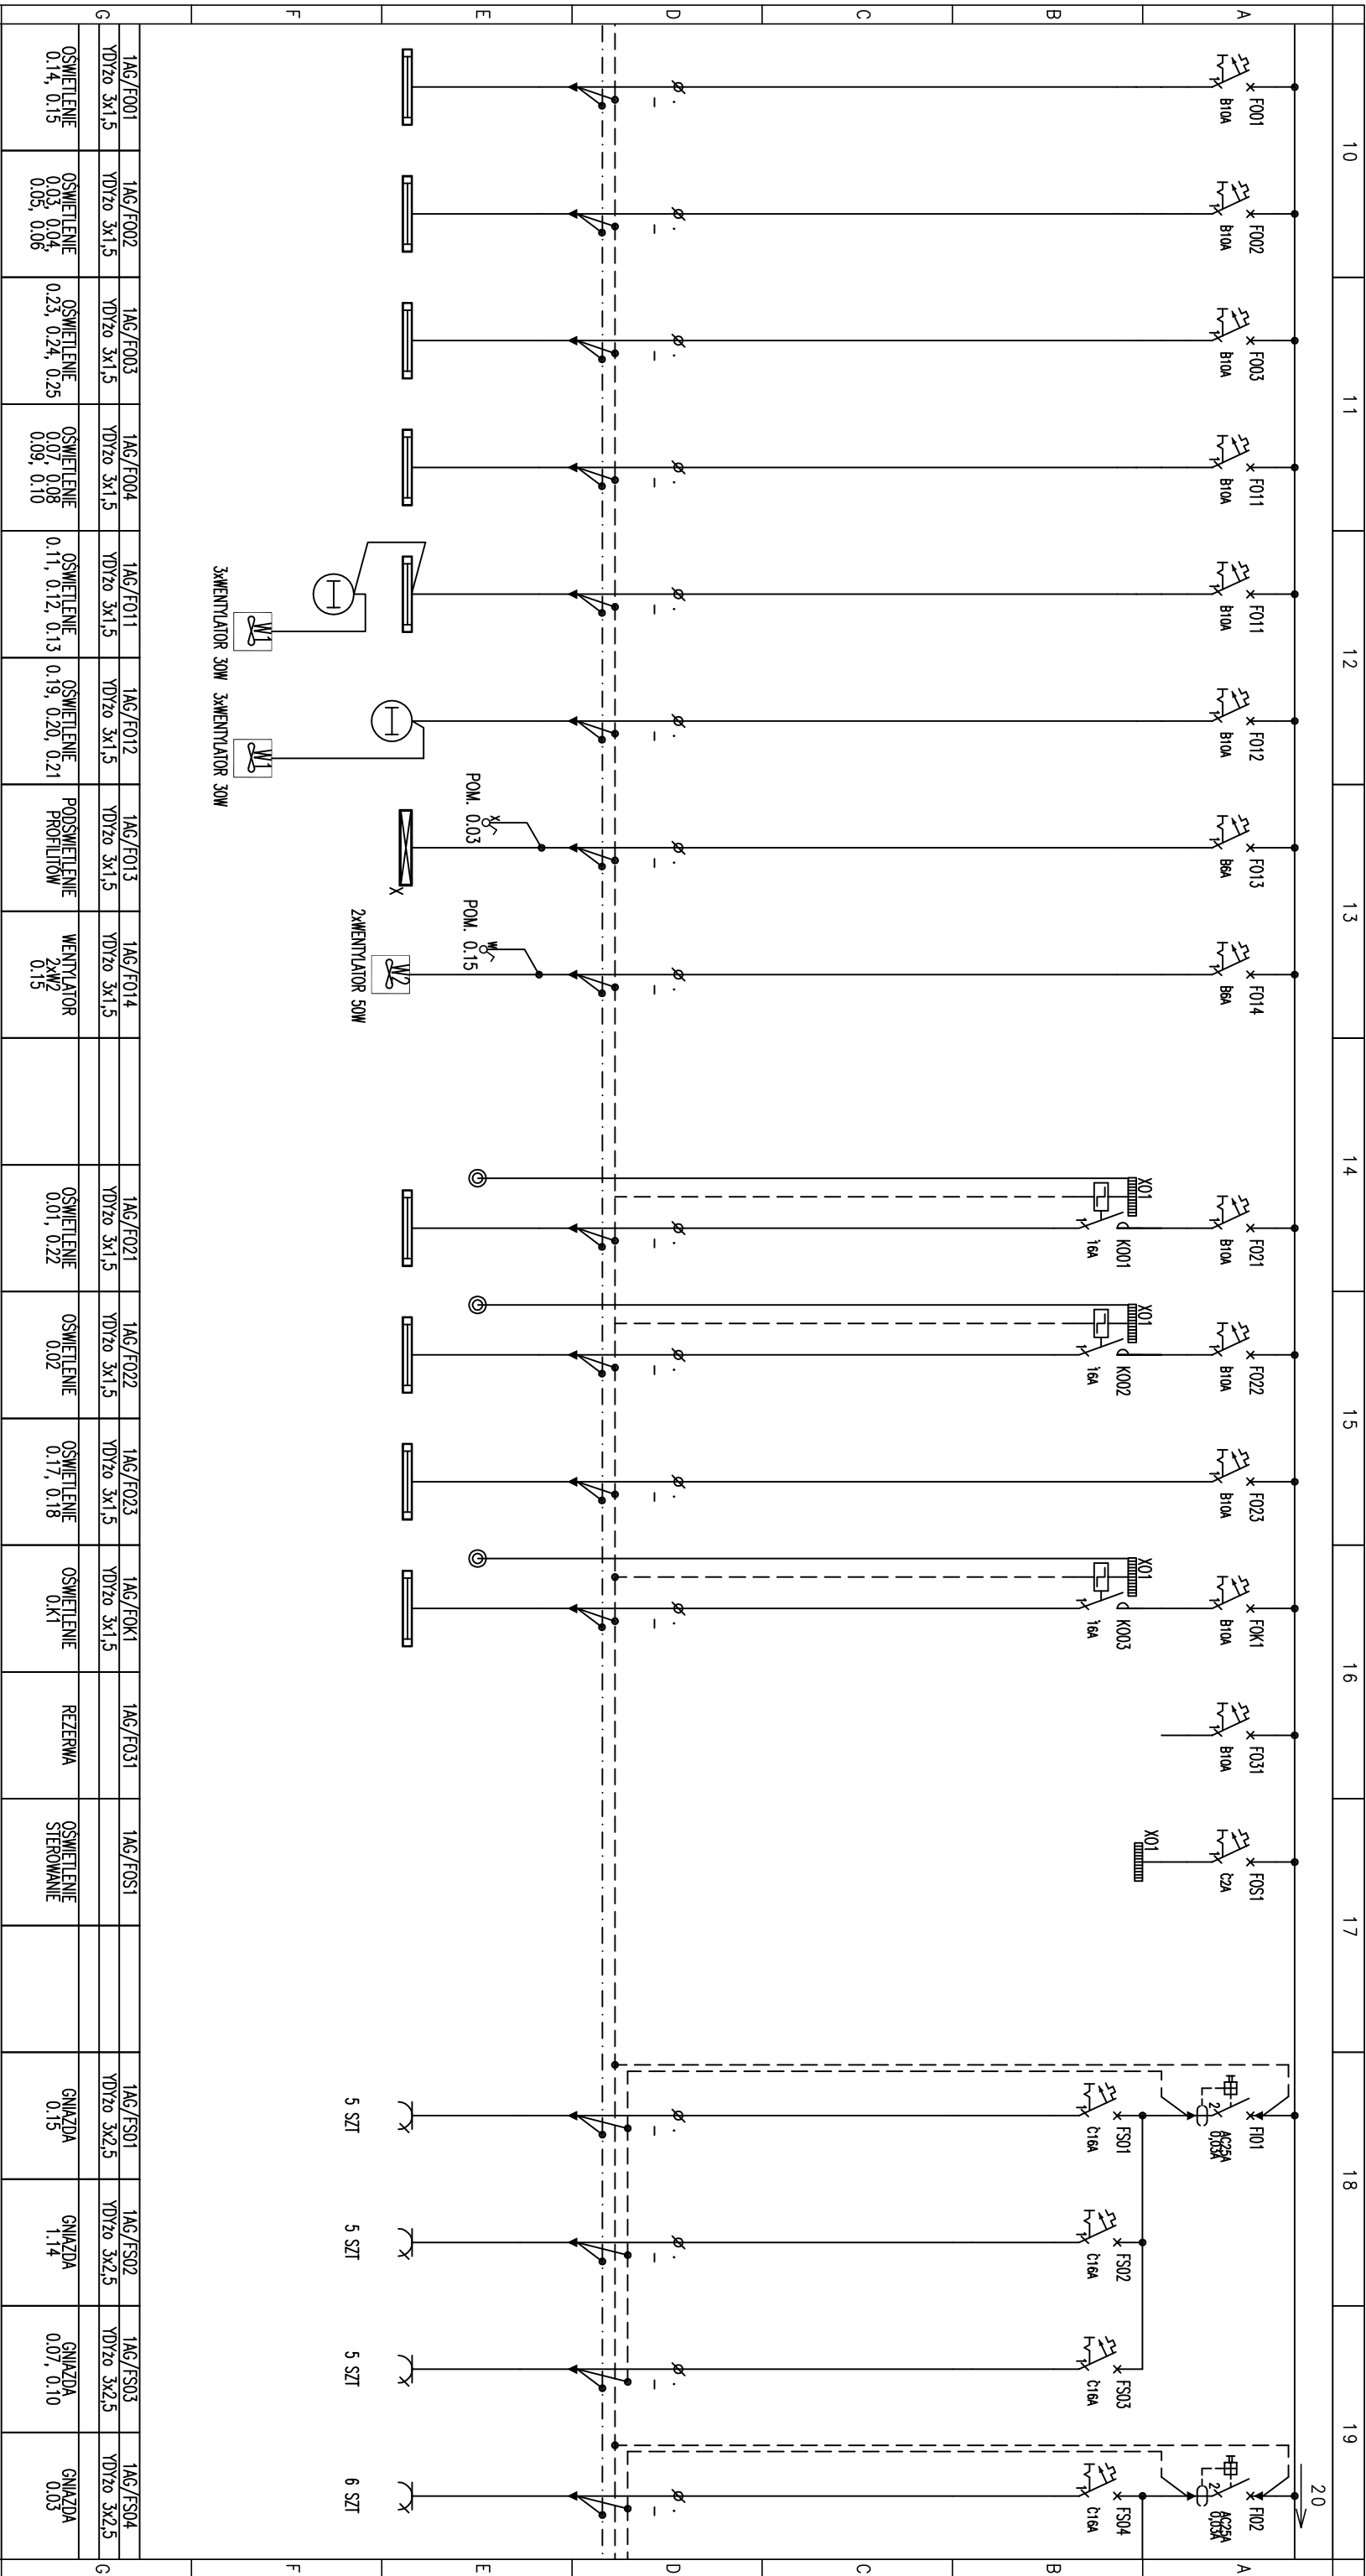 10 11 12 13 14 15 16 17 18 19
20
A
B
C
D
E
F
G
A
B
C
D
E
F
G
F001
B10A
F002
B10A
F003
B10A
F011
B10A
F011
B10A
F012
B10A
F013
B6A
F014
B6A
F021
B10A
F022
B10A
F023
B10A
F0K1
B10A
F031
B10A
F0S1
C2A
FI01
AC25A
0,03A
FI02
AC25A
0,03A
X01
K001
16A
X01
K002
16A
X01
K003
16A
X01
FS01
C16A
FS02
C16A
FS03
C16A
FS04
C16A
POM. 0.03
X
POM. 0.15
W
X
W1
3xWENTYLATOR 30W
W1
3xWENTYLATOR 30W
W2
2xWENTYLATOR 50W
5 SZT
5 SZT
5 SZT
6 SZT
1AG/F001
YDYżo 3x1,5
OŚWIETLENIE
0.14, 0.15
1AG/F002
YDYżo 3x1,5
OŚWIETLENIE
0.03, 0.04,
0.05, 0.06
1AG/F003
YDYżo 3x1,5
OŚWIETLENIE
0.23, 0.24, 0.25
1AG/F004
YDYżo 3x1,5
OŚWIETLENIE
0.07, 0.08
0.09, 0.10
1AG/F011
YDYżo 3x1,5
OŚWIETLENIE
0.11, 0.12, 0.13
1AG/F012
YDYżo 3x1,5
OŚWIETLENIE
0.19, 0.20, 0.21
1AG/F013
YDYżo 3x1,5
PODŚWIETLENIE
PROFILITÓW
1AG/F014
YDYżo 3x1,5
WENTYLATOR
2xW2
0.15
1AG/F021
YDYżo 3x1,5
OŚWIETLENIE
0.01, 0.22
1AG/F022
YDYżo 3x1,5
OŚWIETLENIE
0.02
1AG/F023
YDYżo 3x1,5
OŚWIETLENIE
0.17, 0.18
1AG/F0K1
YDYżo 3x1,5
OŚWIETLENIE
0.K1
1AG/F031
REZERWA
1AG/F0S1
OŚWIETLENIE
STEROWANIE
1AG/FS01
YDYżo 3x2,5
GNIAZDA
0.15
1AG/FS02
YDYżo 3x2,5
GNIAZDA
1.14
1AG/FS03
YDYżo 3x2,5
GNIAZDA
0.07, 0.10
1AG/FS04
YDYżo 3x2,5
GNIAZDA
0.03